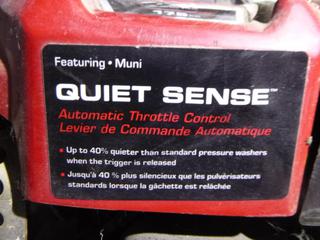 Featuring • Muni
QUIET SENSE™
Automatic Throttle Control
Levier de Commande Automatique
• Up to 40% quieter than standard pressure washers
when the trigger is released
• Jusqu'à 40 % plus silencieux que les pulvérisateurs
standards lorsque la gâchette est relâchée